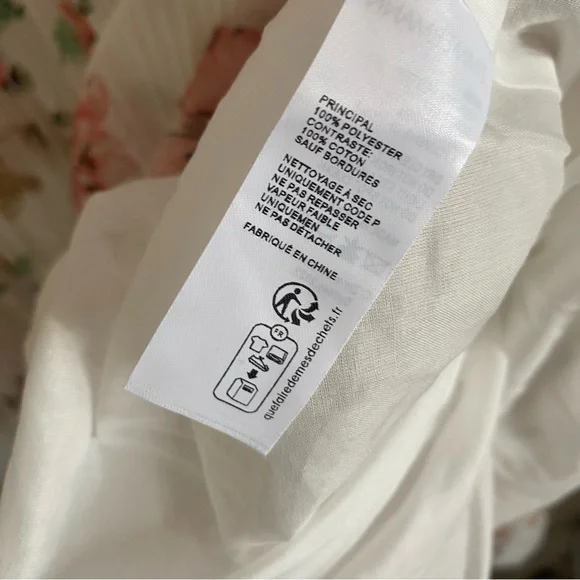 PRINCIPAL
100% POLYESTER
CONTRASTE:
100% COTON
SAUF BORDURES
NETTOYAGE À SEC
UNIQUEMENT CODE P
NE PAS REPASSER
VAPEUR FAIBLE
UNIQUEMEN
NE PAS DÉTACHER
FABRIQUÉ EN CHINE
FR
quefairedemesdechets.fr